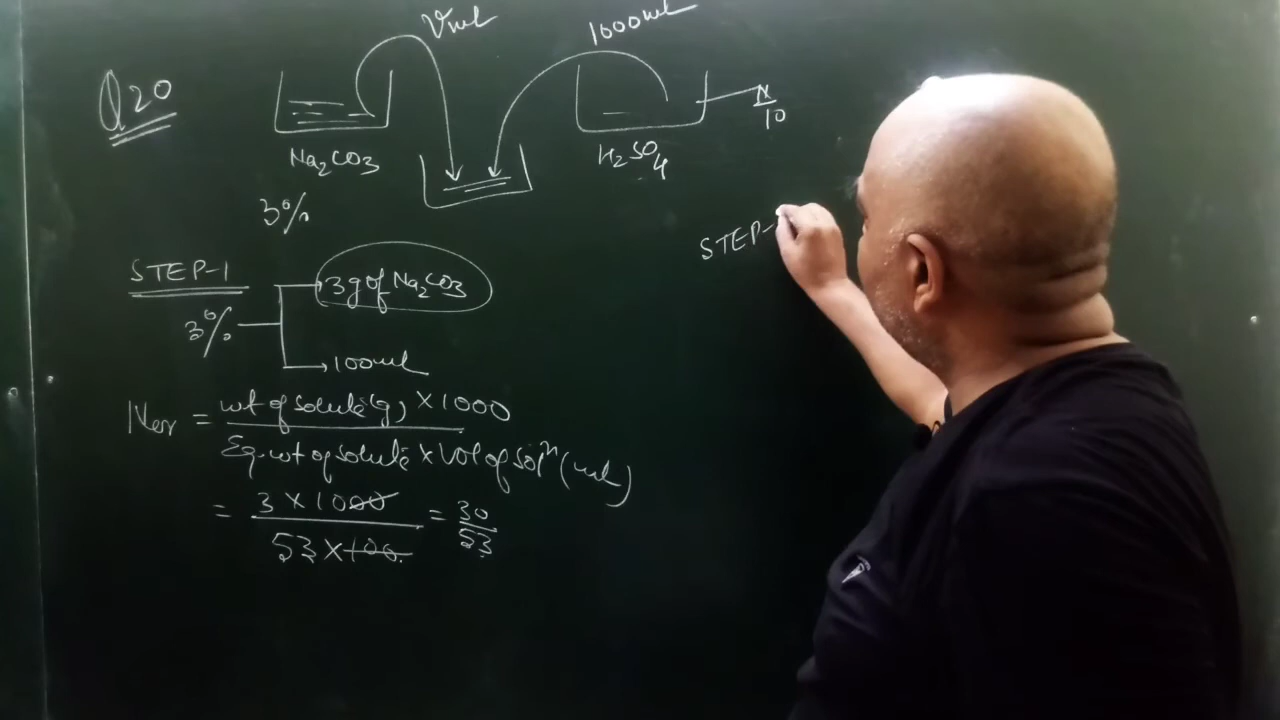 Vml
1000ml
Q20
N/10
Na2CO3
H2SO4
3%
STEP-1
3g of Na2CO3
3%
100ml
STEP-
= wt of solute (g) × 1000
Eq. wt of solute × Vol of solⁿ (ml)
= 3 × 1000 = 30
53 × 100 53